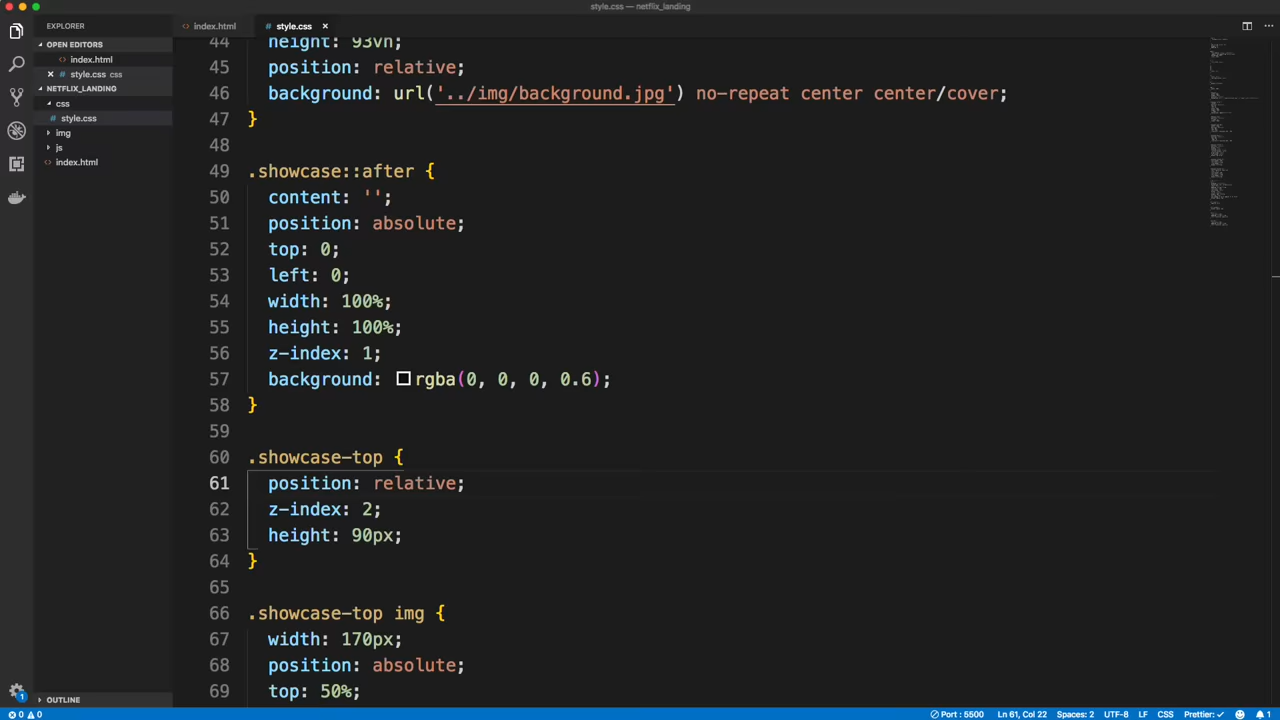 style.css — netflix_landing
EXPLORER
index.html
style.css
OPEN EDITORS
index.html
style.css css
NETFLIX_LANDING
css
style.css
img
js
index.html
44 height: 93vh;
45 position: relative;
46 background: url('../img/background.jpg') no-repeat center center/cover;
47 }
48
49 .showcase::after {
50 content: '';
51 position: absolute;
52 top: 0;
53 left: 0;
54 width: 100%;
55 height: 100%;
56 z-index: 1;
57 background: rgba(0, 0, 0, 0.6);
58 }
59
60 .showcase-top {
61 position: relative;
62 z-index: 2;
63 height: 90px;
64 }
65
66 .showcase-top img {
67 width: 170px;
68 position: absolute;
69 top: 50%;
1
OUTLINE
0 0 Port : 5500 Ln 61, Col 22 Spaces: 2 UTF-8 LF CSS Prettier: ✓ 1